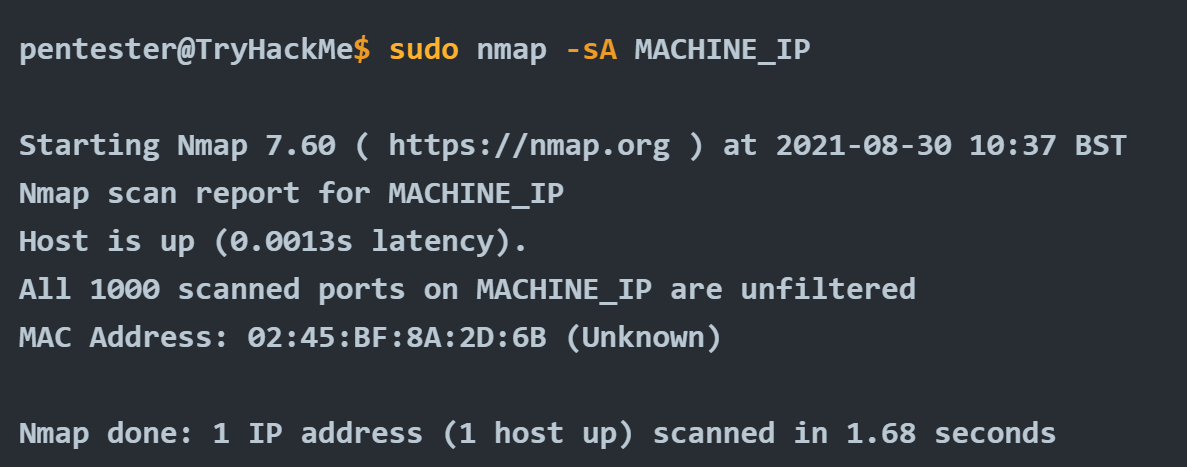 pentester@TryHackMe$ sudo nmap -sA MACHINE_IP
Starting Nmap 7.60 ( https://nmap.org ) at 2021-08-30 10:37 BST
Nmap scan report for MACHINE_IP
Host is up (0.0013s latency).
All 1000 scanned ports on MACHINE_IP are unfiltered
MAC Address: 02:45:BF:8A:2D:6B (Unknown)
Nmap done: 1 IP address (1 host up) scanned in 1.68 seconds